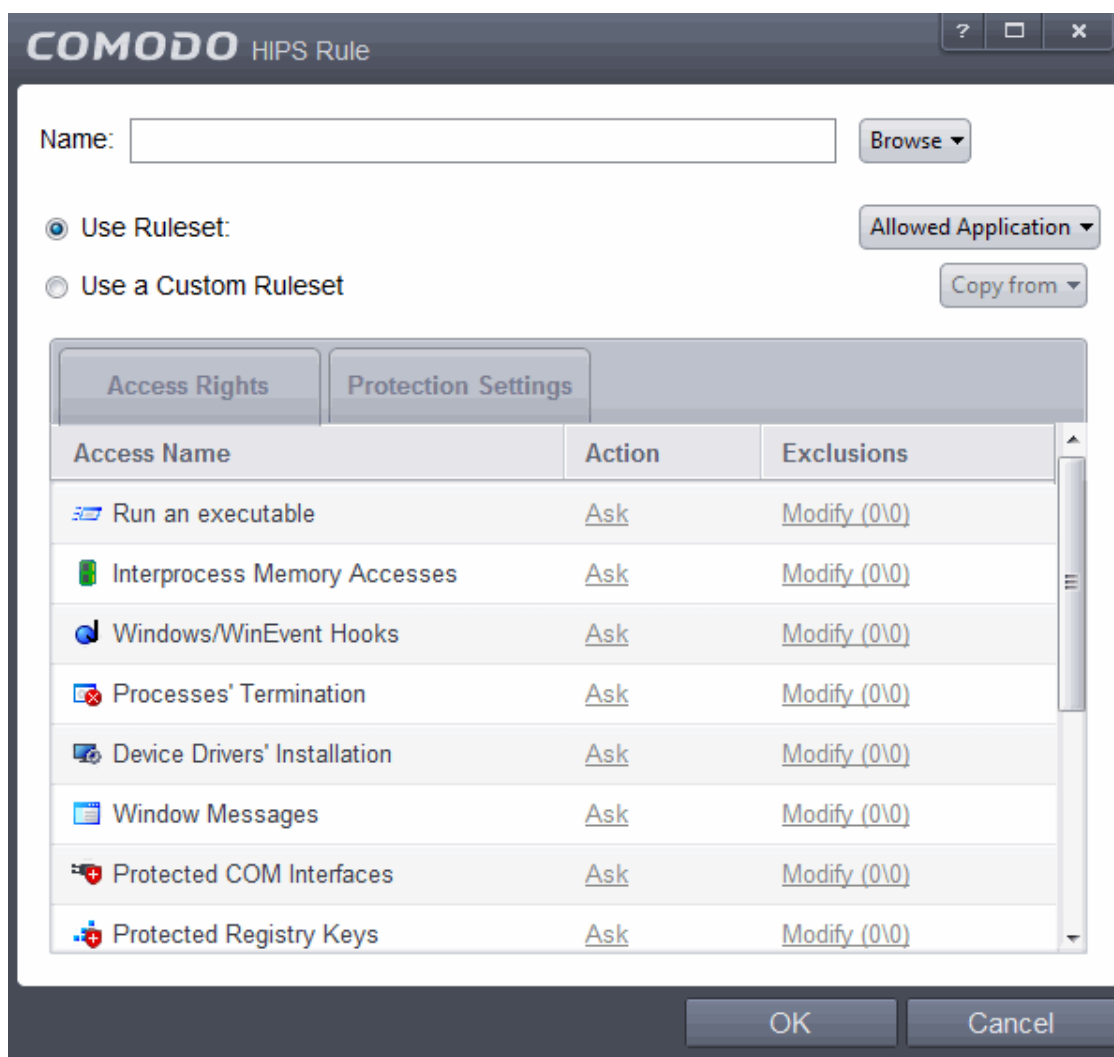 COMODO HIPS Rule
?
x
Name:
Browse
Use Ruleset:
Allowed Application
Use a Custom Ruleset
Copy from
Access Rights Protection Settings
Access Name Action Exclusions
Run an executable Ask Modify (0\0)
Interprocess Memory Accesses Ask Modify (0\0)
Windows/WinEvent Hooks Ask Modify (0\0)
Processes' Termination Ask Modify (0\0)
Device Drivers' Installation Ask Modify (0\0)
Window Messages Ask Modify (0\0)
Protected COM Interfaces Ask Modify (0\0)
Protected Registry Keys Ask Modify (0\0)
OK Cancel